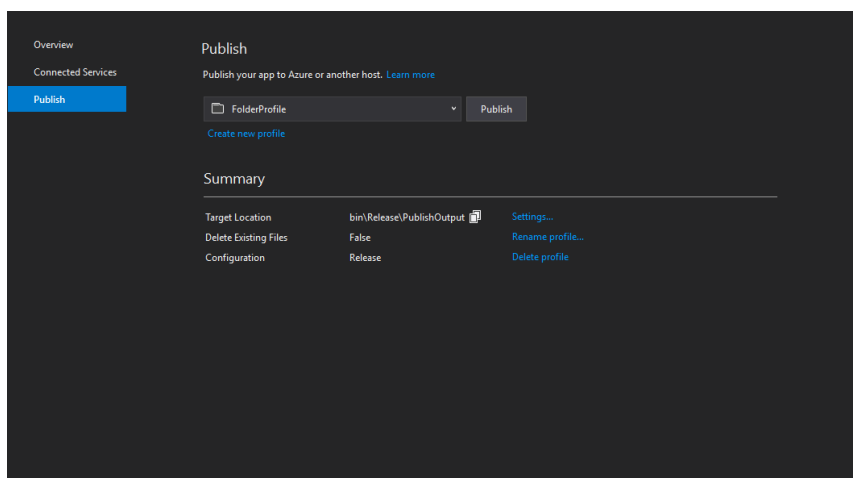 Overview
Connected Services
Publish
Publish
Publish your app to Azure or another host. Learn more
FolderProfile
Publish
Create new profile
Summary
Target Location bin\Release\PublishOutput Settings...
Delete Existing Files False Rename profile...
Configuration Release Delete profile